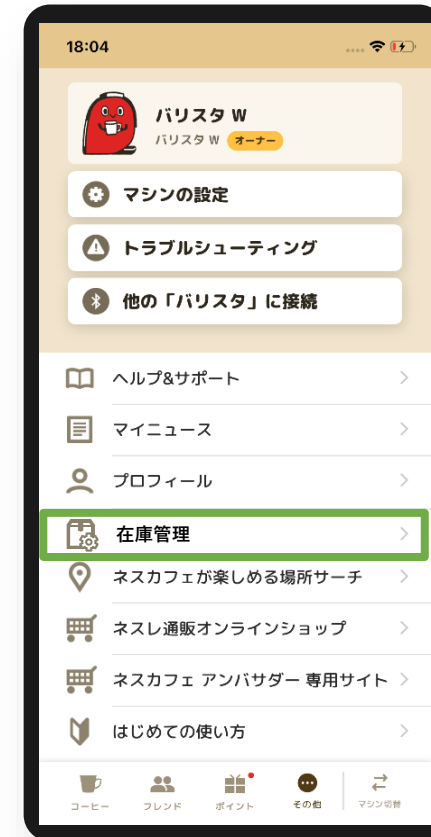 18:04
バリスタ W
バリスタ W オーナー
マシンの設定
トラブルシューティング
他の「バリスタ」に接続
ヘルプ&サポート
マイニュース
プロフィール
在庫管理
ネスカフェが楽しめる場所サーチ
ネスレ通販オンラインショップ
ネスカフェ アンバサダー 専用サイト
はじめての使い方
コーヒー フレンド ポイント その他 マシン切替